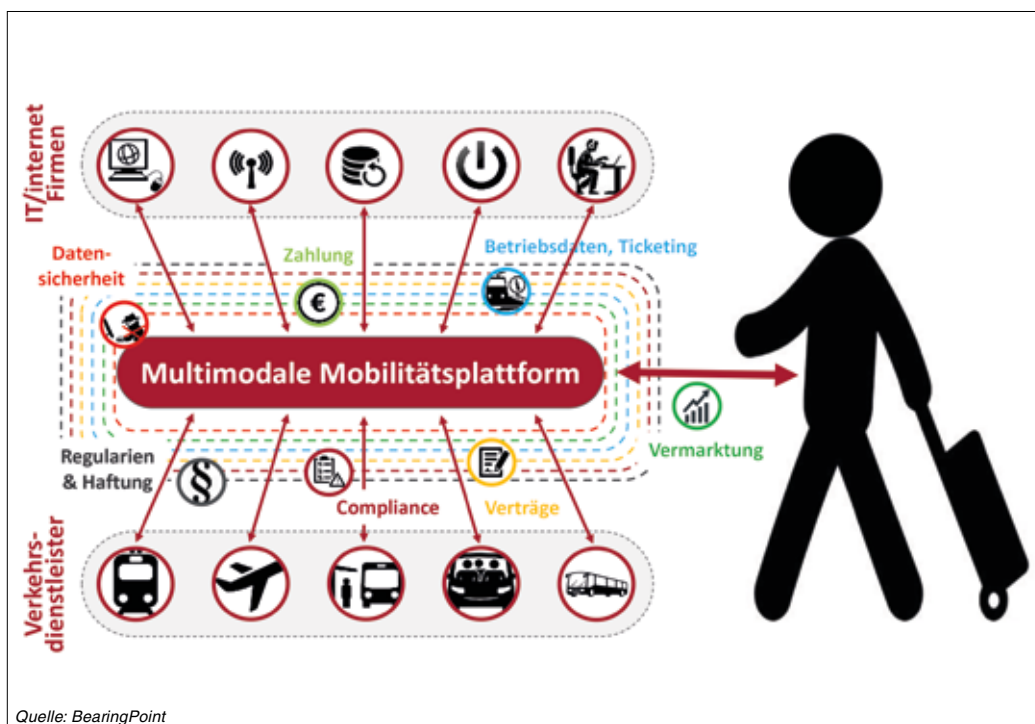 IT/internet
Firmen
Daten-
sicherheit
Zahlung
€
Betriebsdaten, Ticketing
Multimodale Mobilitätsplattform
Vermarktung
Regularien
& Haftung
§
Compliance
Verträge
Verkehrs-
dienstleister
Quelle: BearingPoint